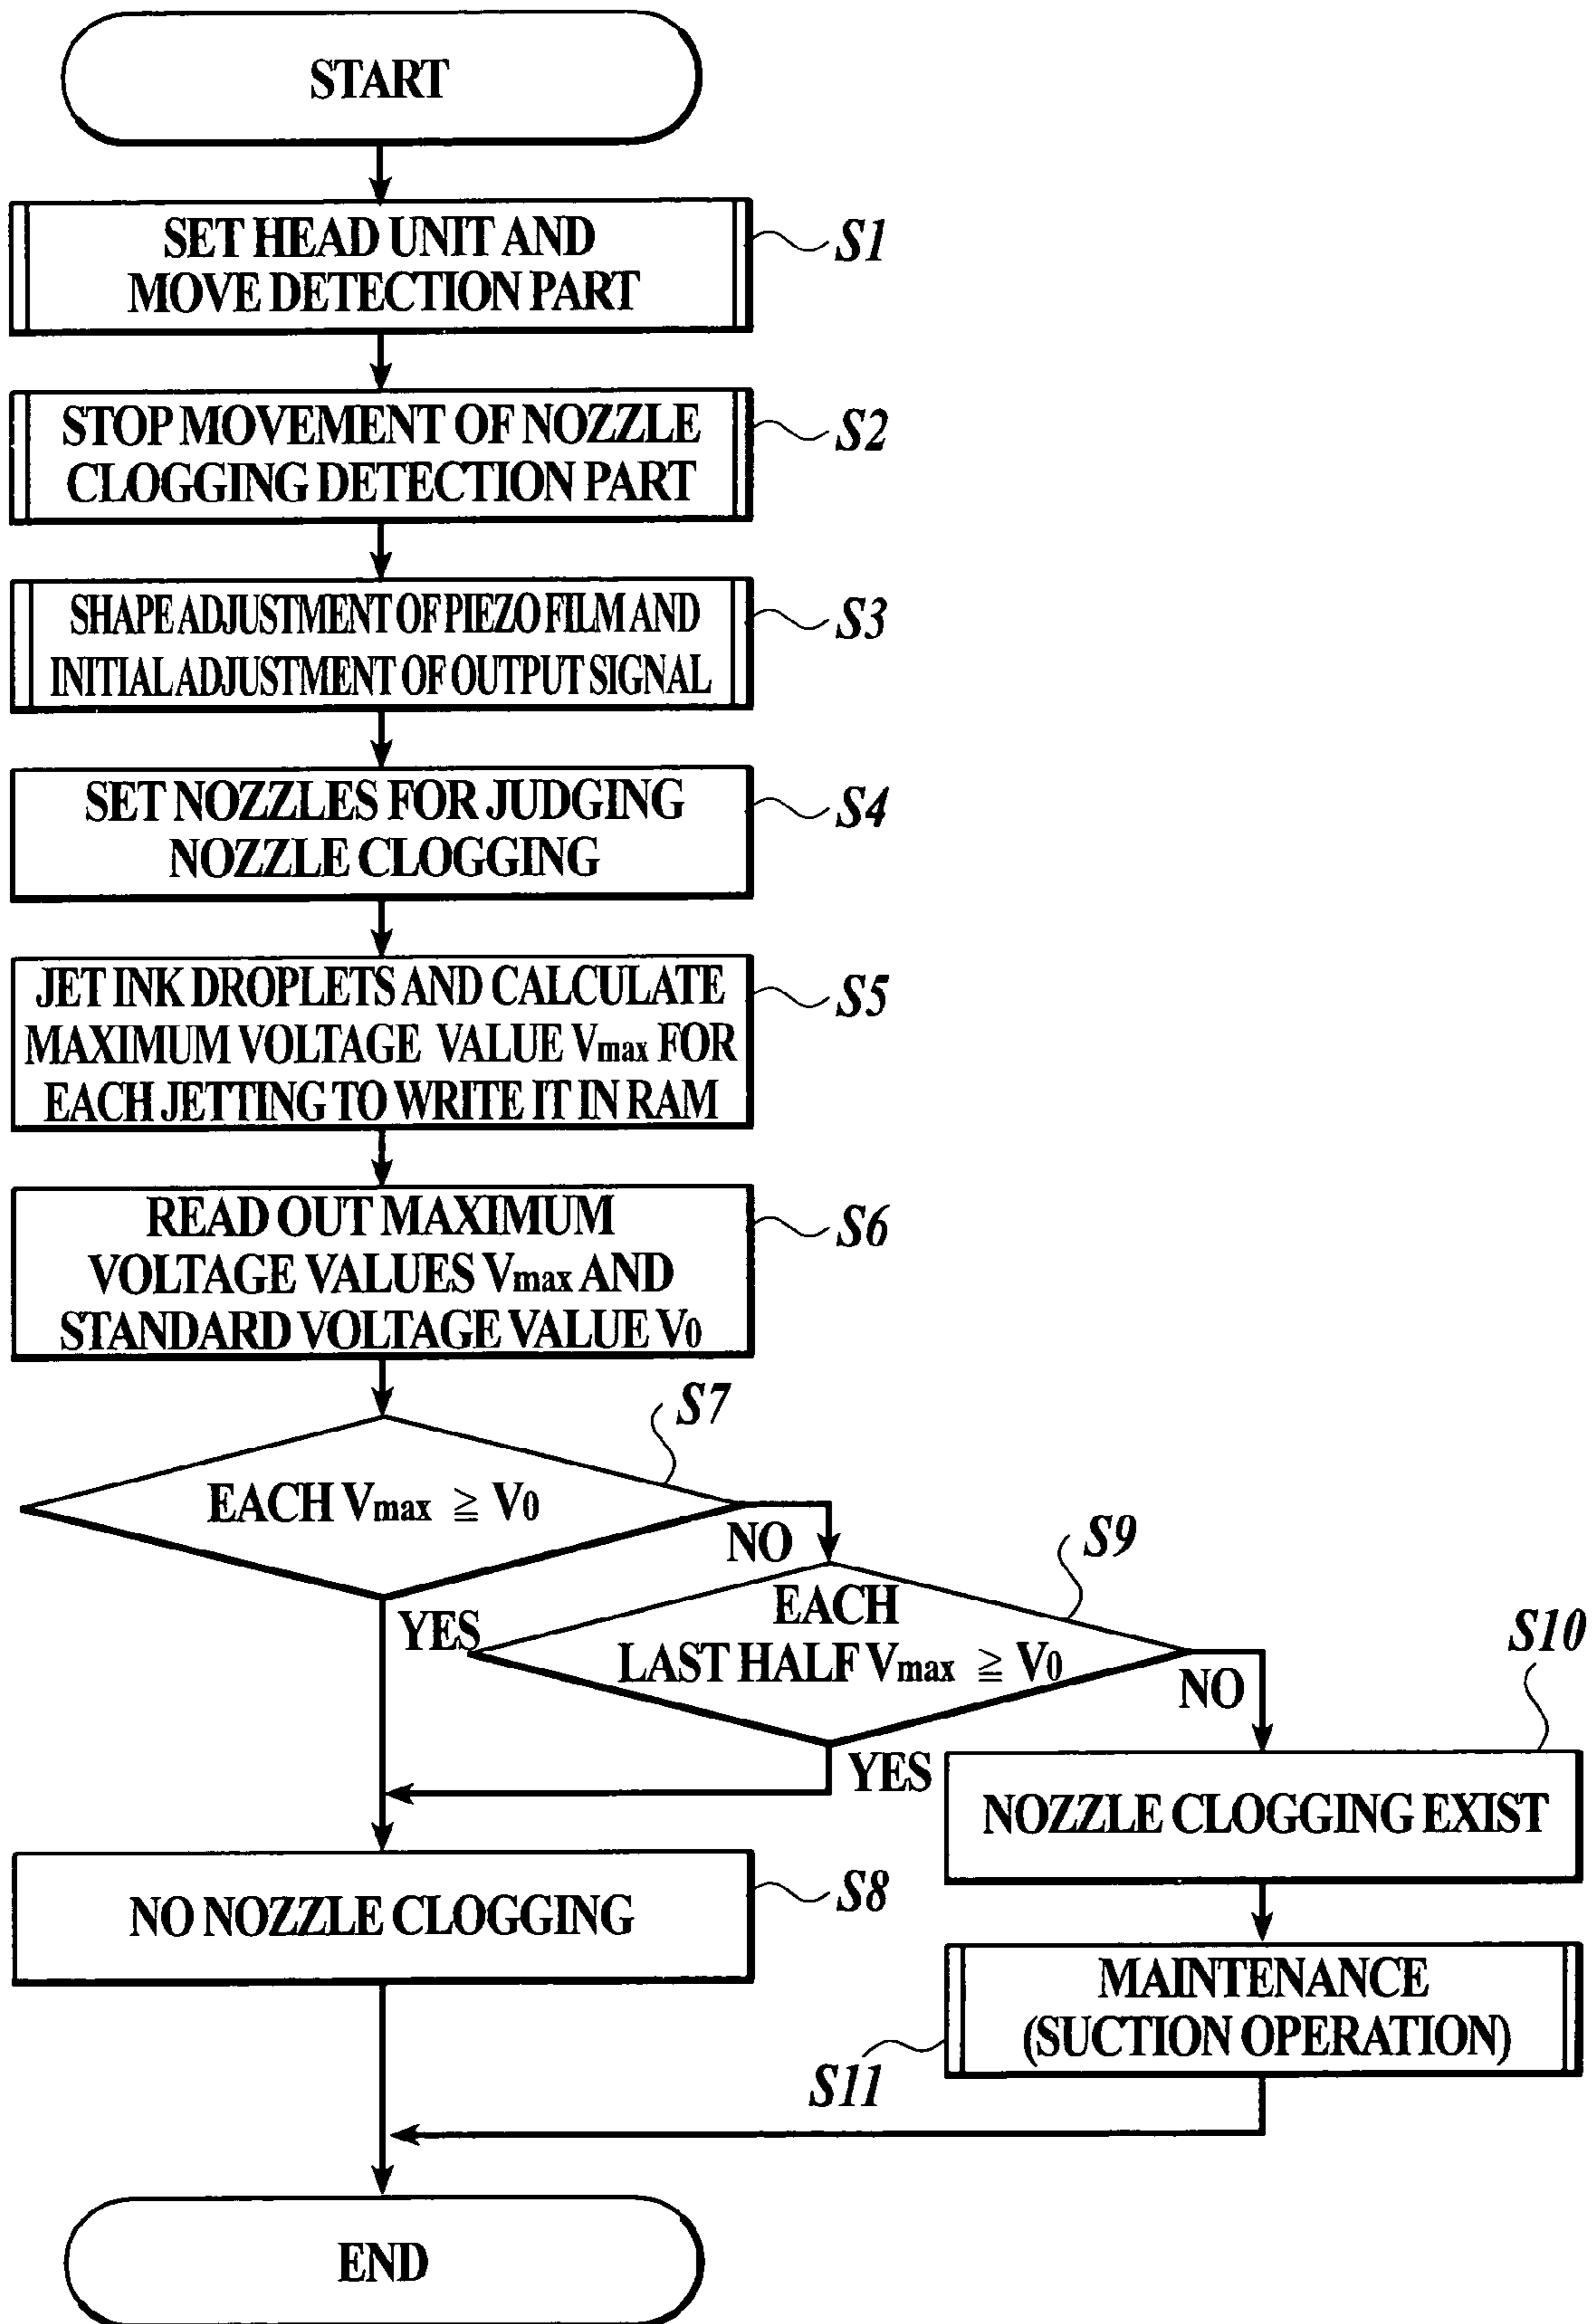 START
SET HEAD UNIT AND
MOVE DETECTION PART
S1
STOP MOVEMENT OF NOZZLE
CLOGGING DETECTION PART
S2
SHAPE ADJUSTMENT OF PIEZO FILM AND
INITIAL ADJUSTMENT OF OUTPUT SIGNAL
S3
SET NOZZLES FOR JUDGING
NOZZLE CLOGGING
S4
JET INK DROPLETS AND CALCULATE
MAXIMUM VOLTAGE VALUE Vmax FOR
EACH JETTING TO WRITE IT IN RAM
S5
READ OUT MAXIMUM
VOLTAGE VALUES Vmax AND
STANDARD VOLTAGE VALUE V0
S6
S7
EACH Vmax ≧ V0
NO
YES
S9
EACH
LAST HALF Vmax ≧ V0
NO
YES
S10
NOZZLE CLOGGING EXIST
NO NOZZLE CLOGGING
S8
MAINTENANCE
(SUCTION OPERATION)
S11
END